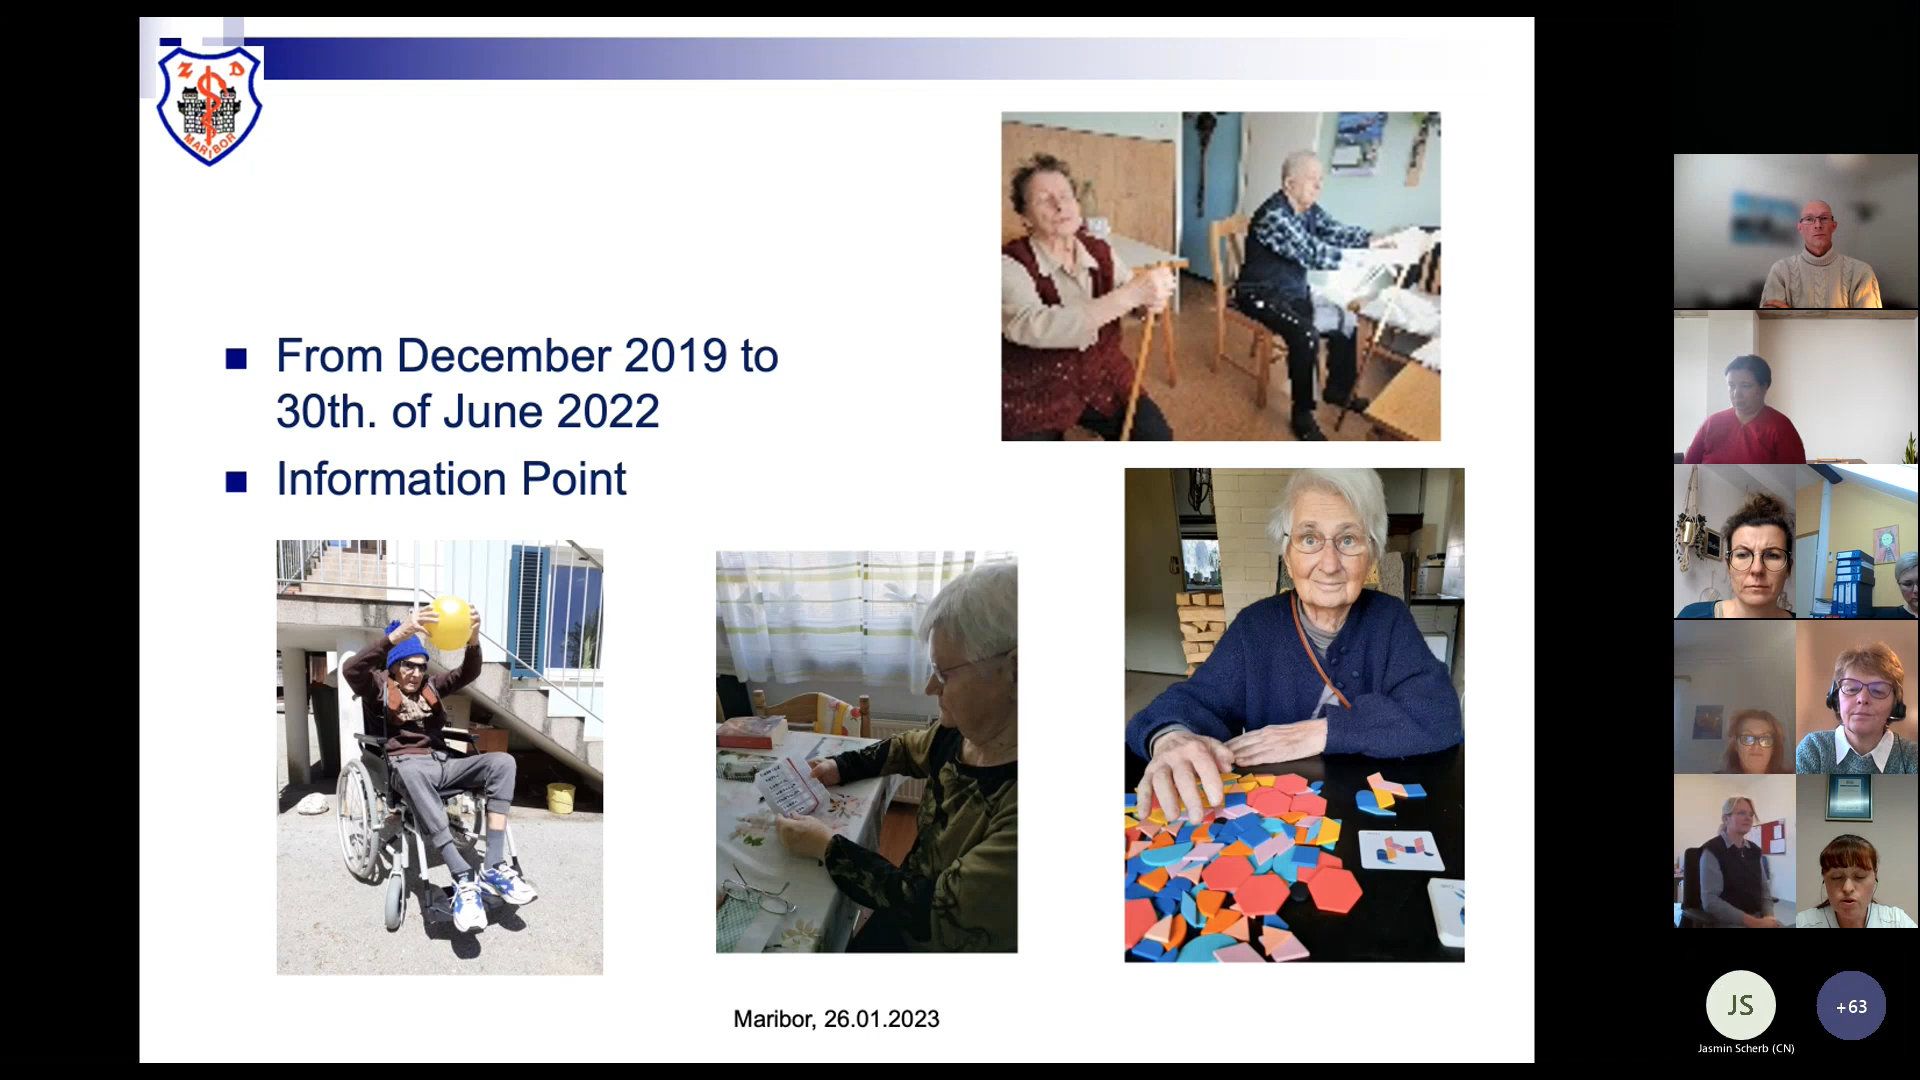 Z D
MARIBOR
From December 2019 to
30th. of June 2022
Information Point
Maribor, 26.01.2023
JS
+63
Jasmin Scherb (CN)